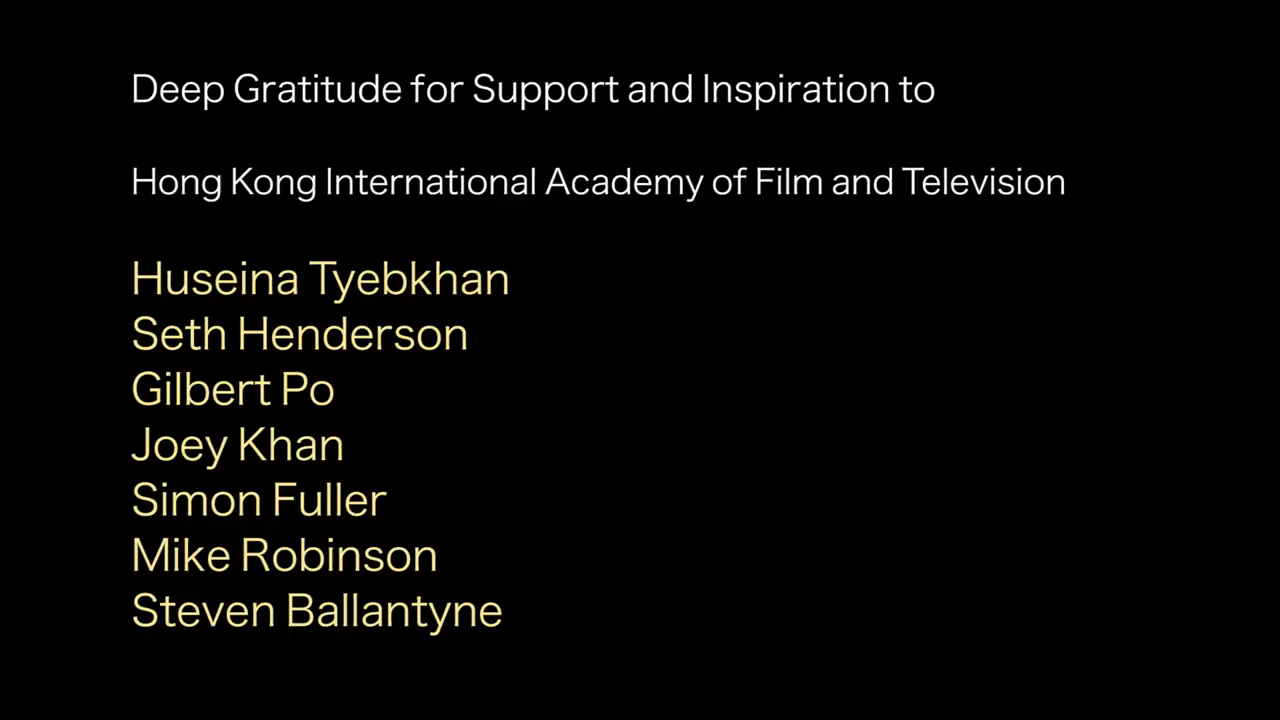 Deep Gratitude for Support and Inspiration to
Hong Kong International Academy of Film and Television
Huseina Tyebkhan
Seth Henderson
Gilbert Po
Joey Khan
Simon Fuller
Mike Robinson
Steven Ballantyne